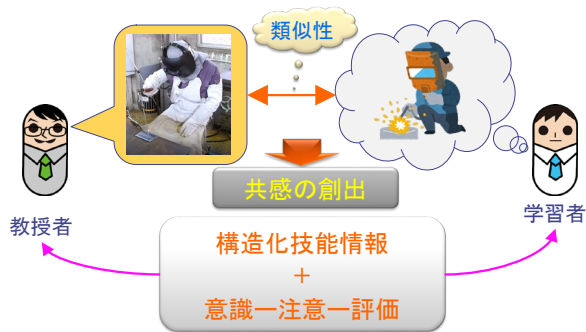 類似性
教授者
学習者
共感の創出
構造化技能情報
+
意識ー注意ー評価